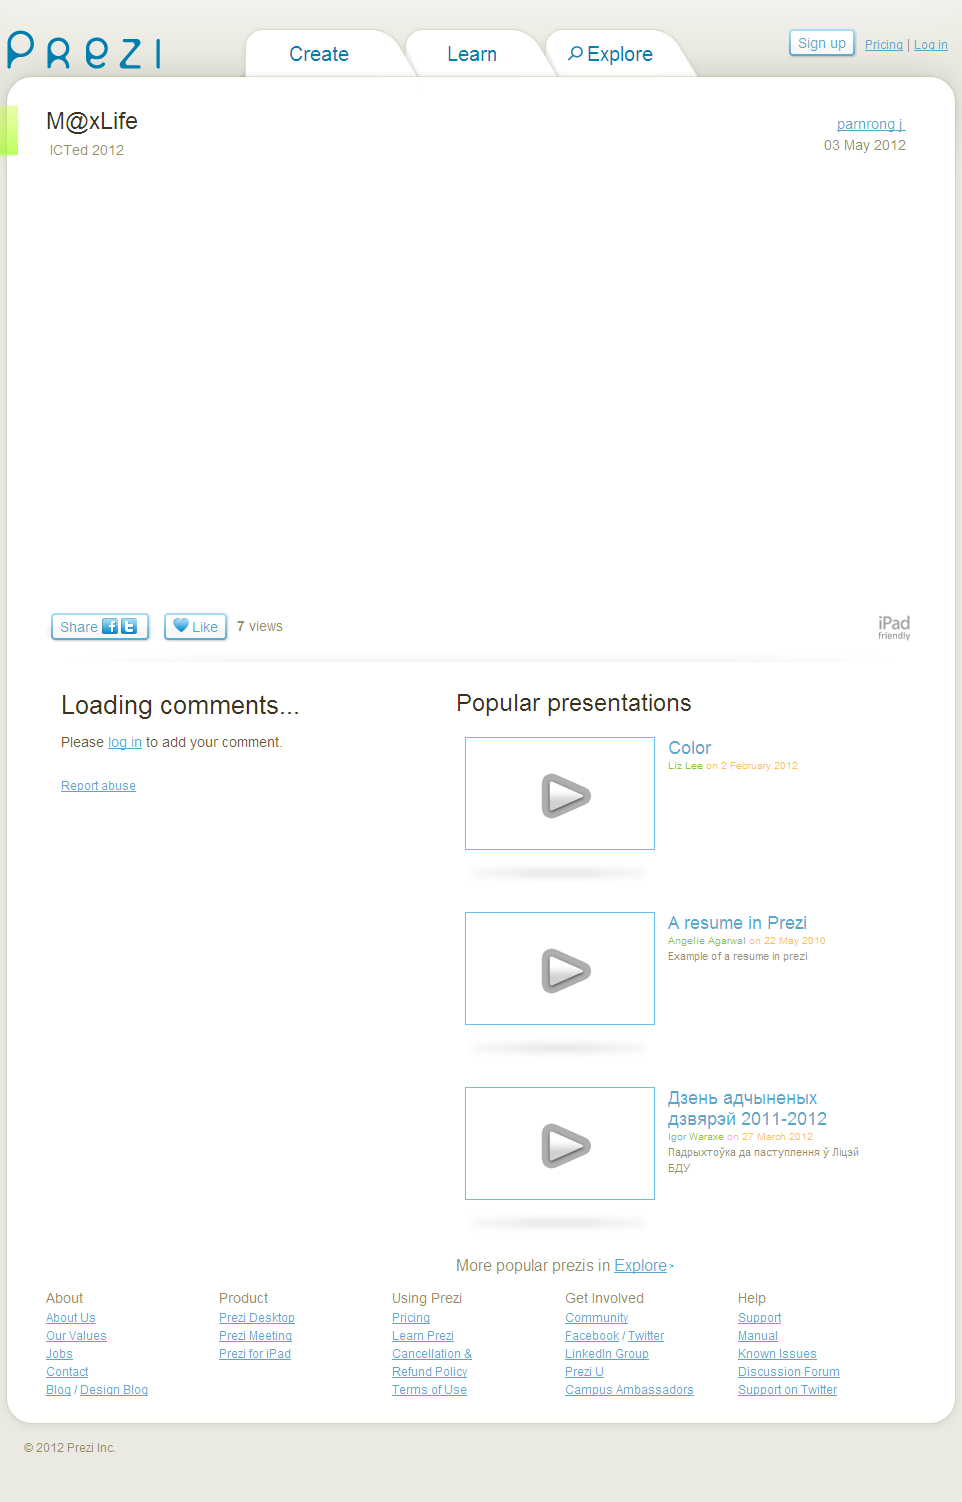 PREZI
Create
Learn
Explore
Sign up
Pricing | Log in
M@xLife
ICTed 2012
parnrong j
03 May 2012
Share
Like
7 views
iPad
friendly
Loading comments...
Please log in to add your comment.
Report abuse
Popular presentations
Color
Liz Lee on 2 February 2012
A resume in Prezi
Angelie Agarwal on 22 May 2010
Example of a resume in prezi
Дзень адчыненых
дзвярэй 2011-2012
Igor Waraxe on 27 March 2012
Падрыхтоўка да паступлення ў Ліцэй
БДУ
More popular prezis in Explore
About
About Us
Our Values
Jobs
Contact
Blog / Design Blog
Product
Prezi Desktop
Prezi Meeting
Prezi for iPad
Using Prezi
Pricing
Learn Prezi
Cancellation &
Refund Policy
Terms of Use
Get Involved
Community
Facebook / Twitter
LinkedIn Group
Prezi U
Campus Ambassadors
Help
Support
Manual
Known Issues
Discussion Forum
Support on Twitter
© 2012 Prezi Inc.